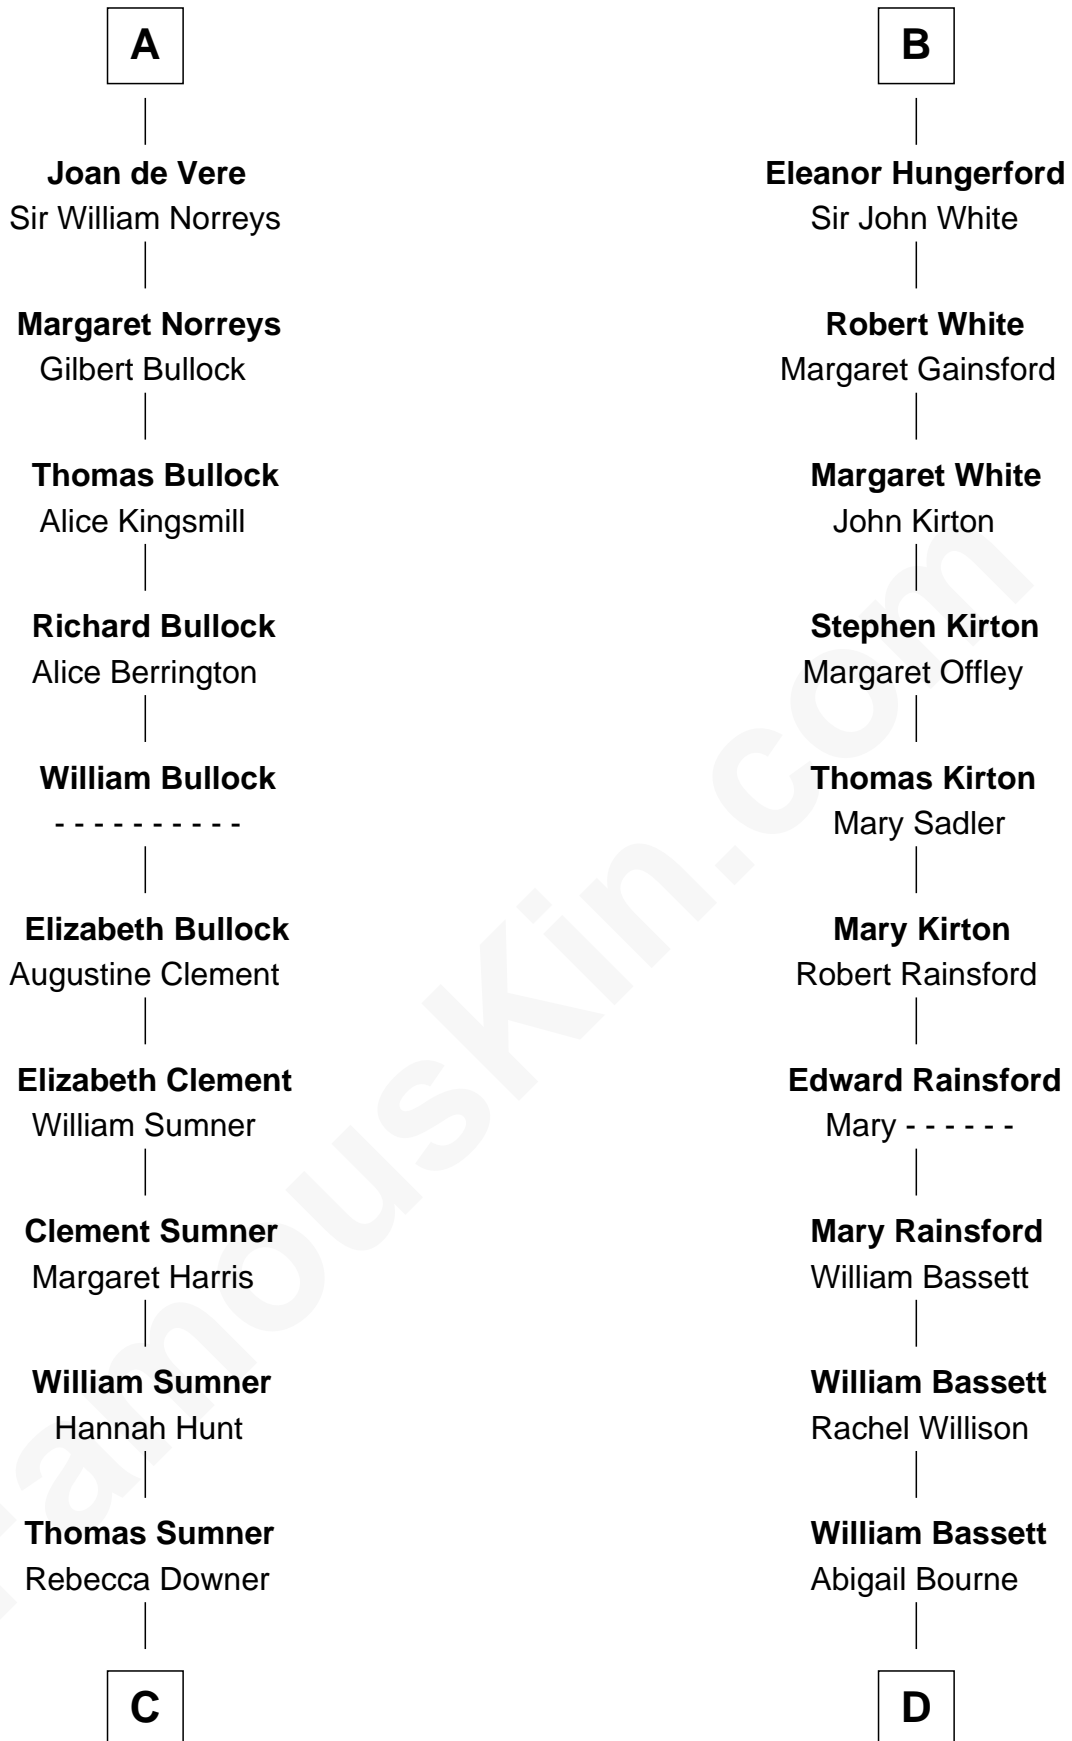 A
Joan de Vere
Sir William Norreys
Margaret Norreys
Gilbert Bullock
Thomas Bullock
Alice Kingsmill
Richard Bullock
Alice Berrington
William Bullock
- - - - - - - - - -
Elizabeth Bullock
Augustine Clement
Elizabeth Clement
William Sumner
Clement Sumner
Margaret Harris
William Sumner
Hannah Hunt
Thomas Sumner
Rebecca Downer
C
B
Eleanor Hungerford
Sir John White
Robert White
Margaret Gainsford
Margaret White
John Kirton
Stephen Kirton
Margaret Offley
Thomas Kirton
Mary Sadler
Mary Kirton
Robert Rainsford
Edward Rainsford
Mary - - - - - -
Mary Rainsford
William Bassett
William Bassett
Rachel Willison
William Bassett
Abigail Bourne
D
FamousKin.com